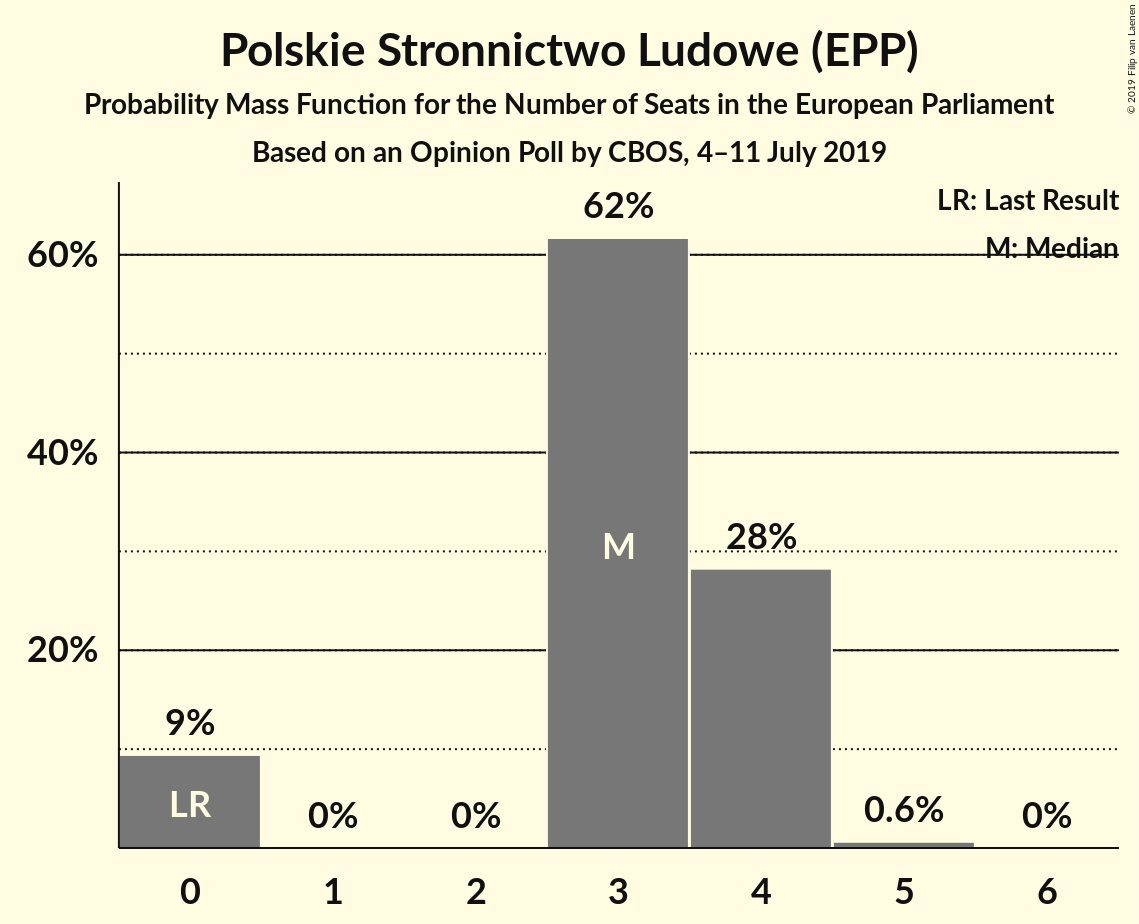 Polskie Stronnictwo Ludowe (EPP)
Probability Mass Function for the Number of Seats in the European Parliament
Based on an Opinion Poll by CBOS, 4–11 July 2019
© 2019 Filip van Laenen
LR: Last Result
M: Median
62%
60%
40%
28%
M
20%
9%
LR
0%
0%
0.6%
0%
0 1 2 3 4 5 6